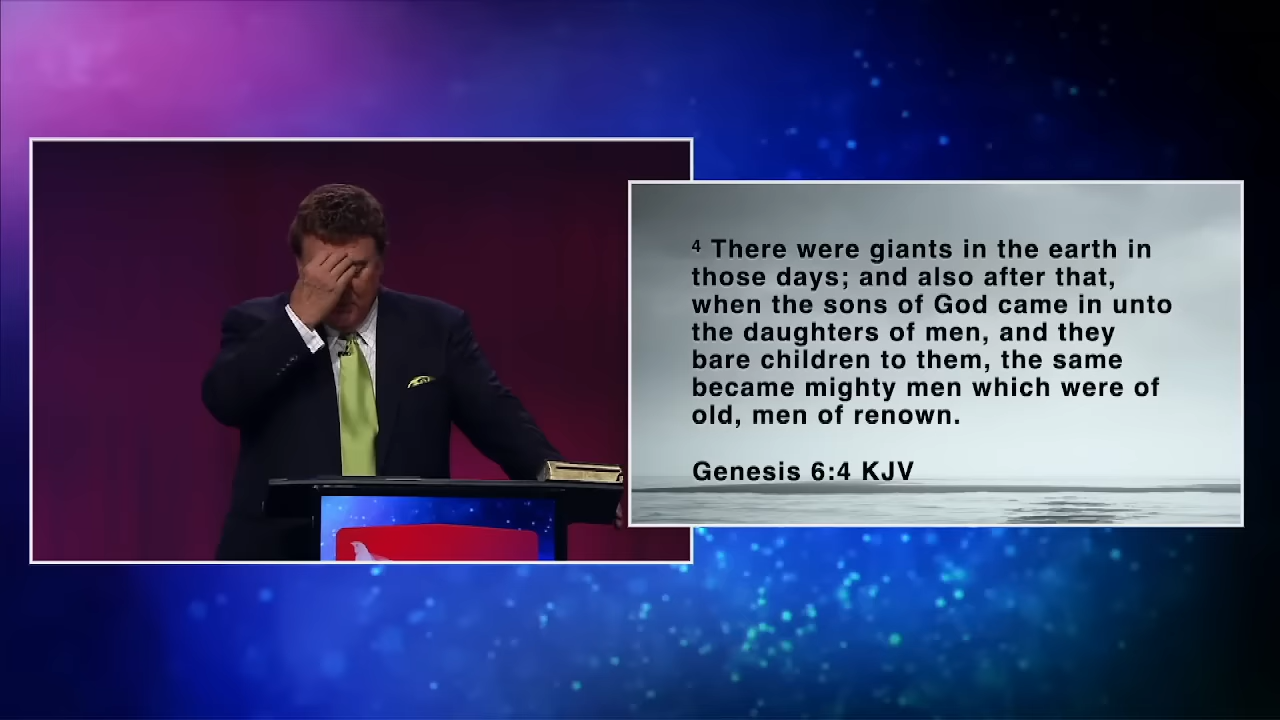 4 There were giants in the earth in
those days; and also after that,
when the sons of God came in unto
the daughters of men, and they
bare children to them, the same
became mighty men which were of
old, men of renown.
Genesis 6:4 KJV